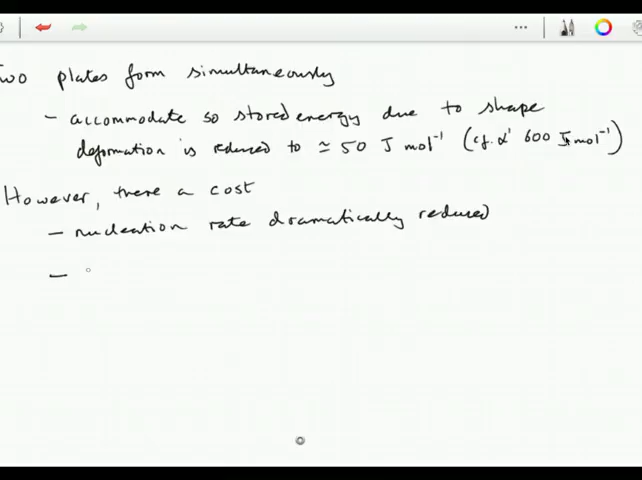 Two plates form simultaneously
- accommodate so stored energy due to shape
deformation is reduced to ≃ 50 J mol⁻¹ (cf. α' 600 J mol⁻¹)
However, there a cost
- nucleation rate dramatically reduced
-